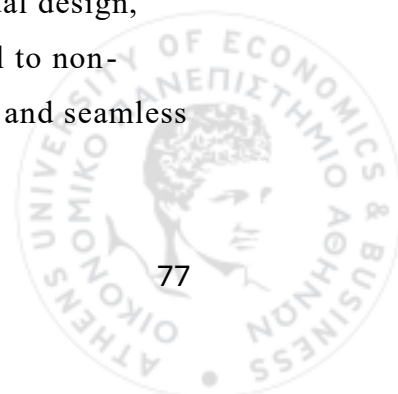 al design,
l to non-
and seamless
77
ATHENS UNIVERSITY OF ECONOMICS & BUSINESS
ΟΙΚΟΝΟΜΙΚΟ ΠΑΝΕΠΙΣΤΗΜΙΟ ΑΘΗΝΩΝ